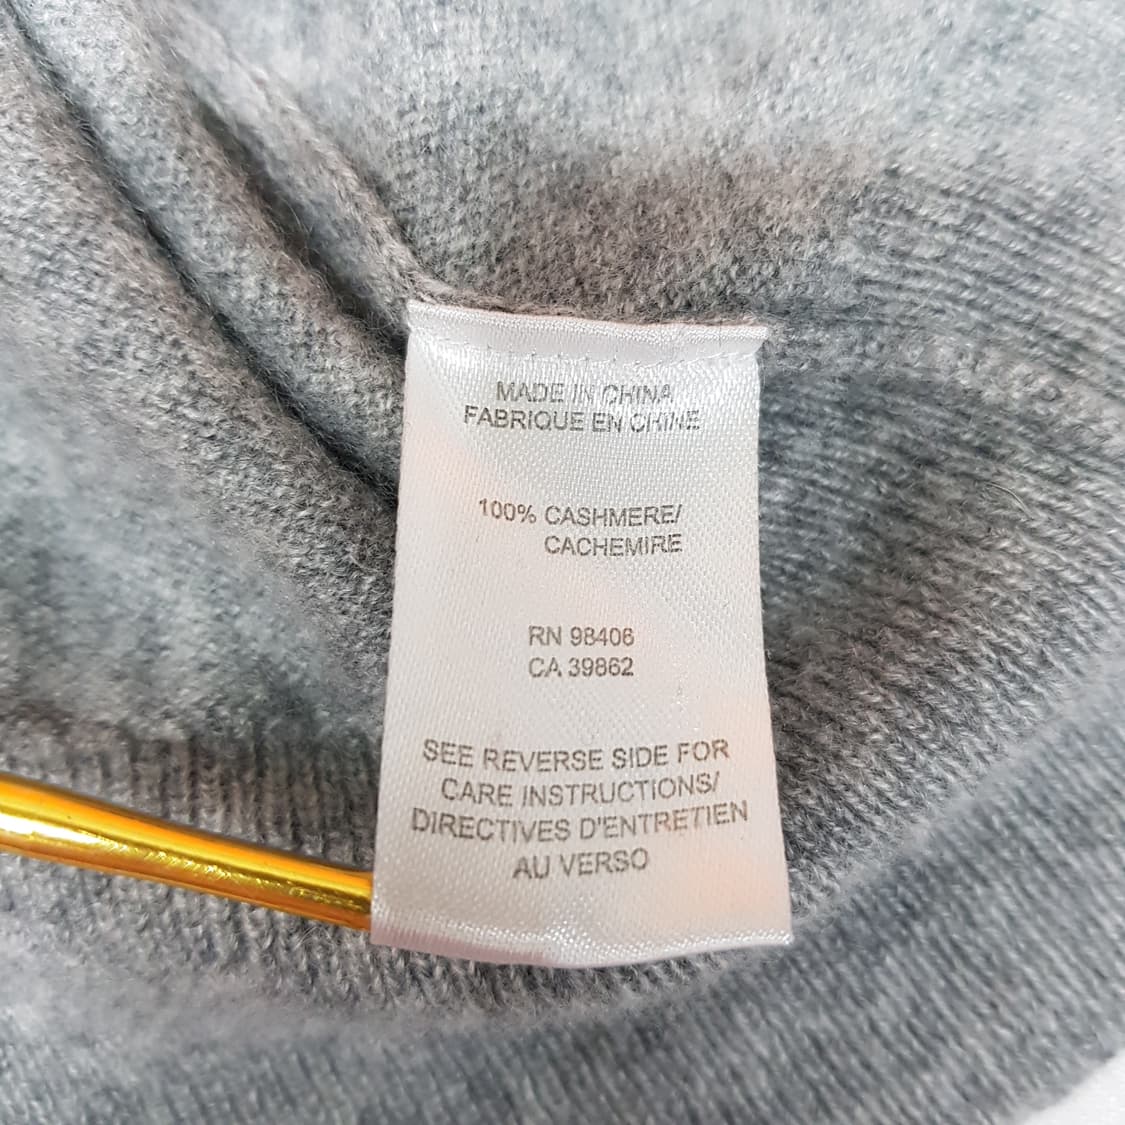 MADE IN CHINA
FABRIQUE EN CHINE
100% CASHMERE/
CACHEMIRE
RN 98406
CA 39862
SEE REVERSE SIDE FOR
CARE INSTRUCTIONS/
DIRECTIVES D'ENTRETIEN
AU VERSO